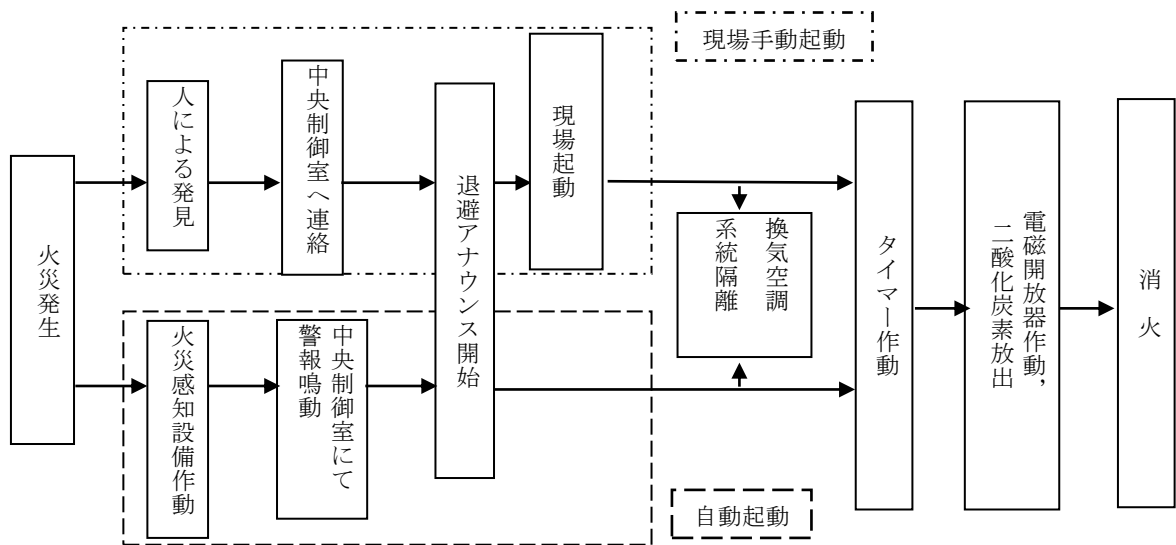 現場手動起動
火災発生
人による発見
中央制御室へ連絡
退避アナウンス開始
現場起動
換気空調
系統隔離
タイマー作動
電磁開放器作動，
二酸化炭素放出
消火
火災感知設備作動
中央制御室にて
警報鳴動
自動起動